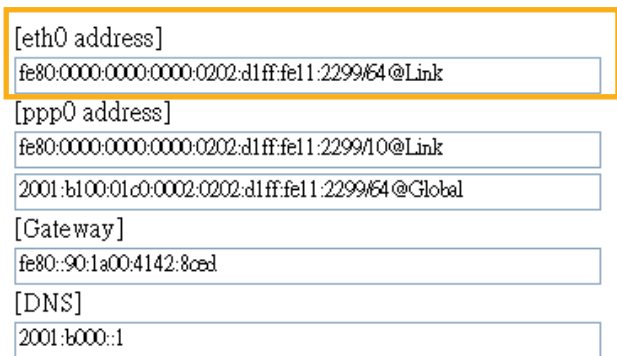 [eth0 address]
fe80:0000:0000:0000:0202:d1ff:fe11:2299/64@Link
[ppp0 address]
fe80:0000:0000:0000:0202:d1ff:fe11:2299/10@Link
2001:b100:01c0:0002:0202:d1ff:fe11:2299/64@Global
[Gateway]
fe80::90:1a00:4142:8ced
[DNS]
2001:b000::1